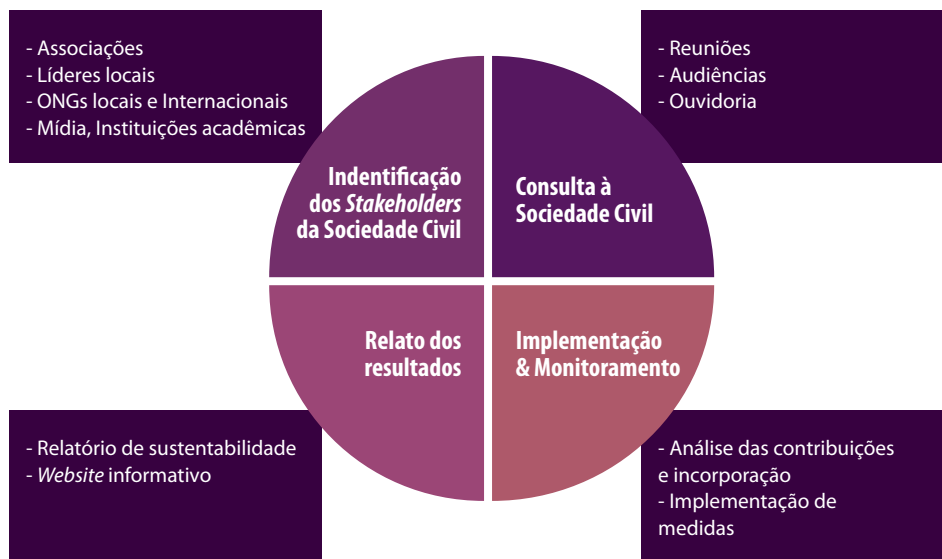 - Associações
- Líderes locais
- ONGs locais e Internacionais
- Mídia, Instituições acadêmicas
- Reuniões
- Audiências
- Ouvidoria
Indentificação
dos Stakeholders
da Sociedade Civil
Consulta à
Sociedade Civil
Relato dos
resultados
Implementação
& Monitoramento
- Relatório de sustentabilidade
- Website informativo
- Análise das contribuições
e incorporação
- Implementação de
medidas